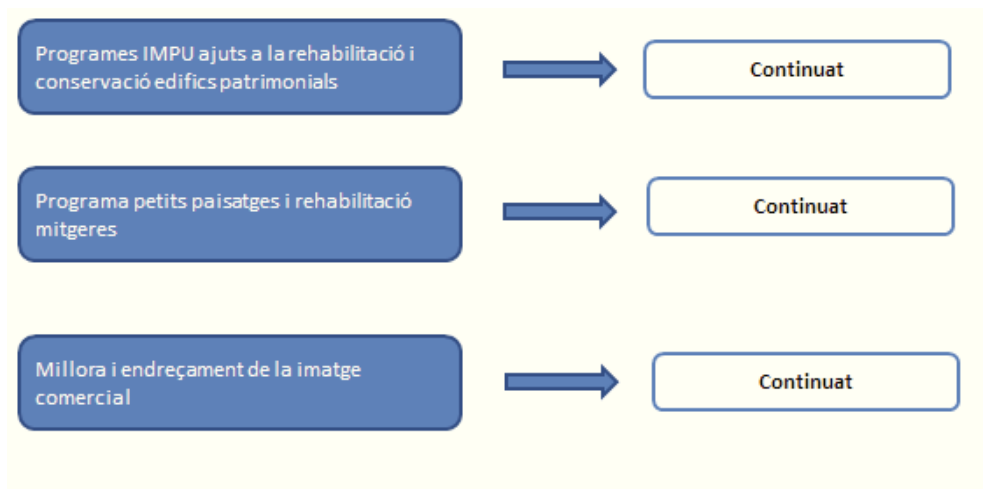 Programes IMPU ajuts a la rehabilitació i
conservació edificis patrimonials
Continuat
Programa petits paisatges i rehabilitació
mitgeres
Continuat
Millora i endreçament de la imatge
comercial
Continuat